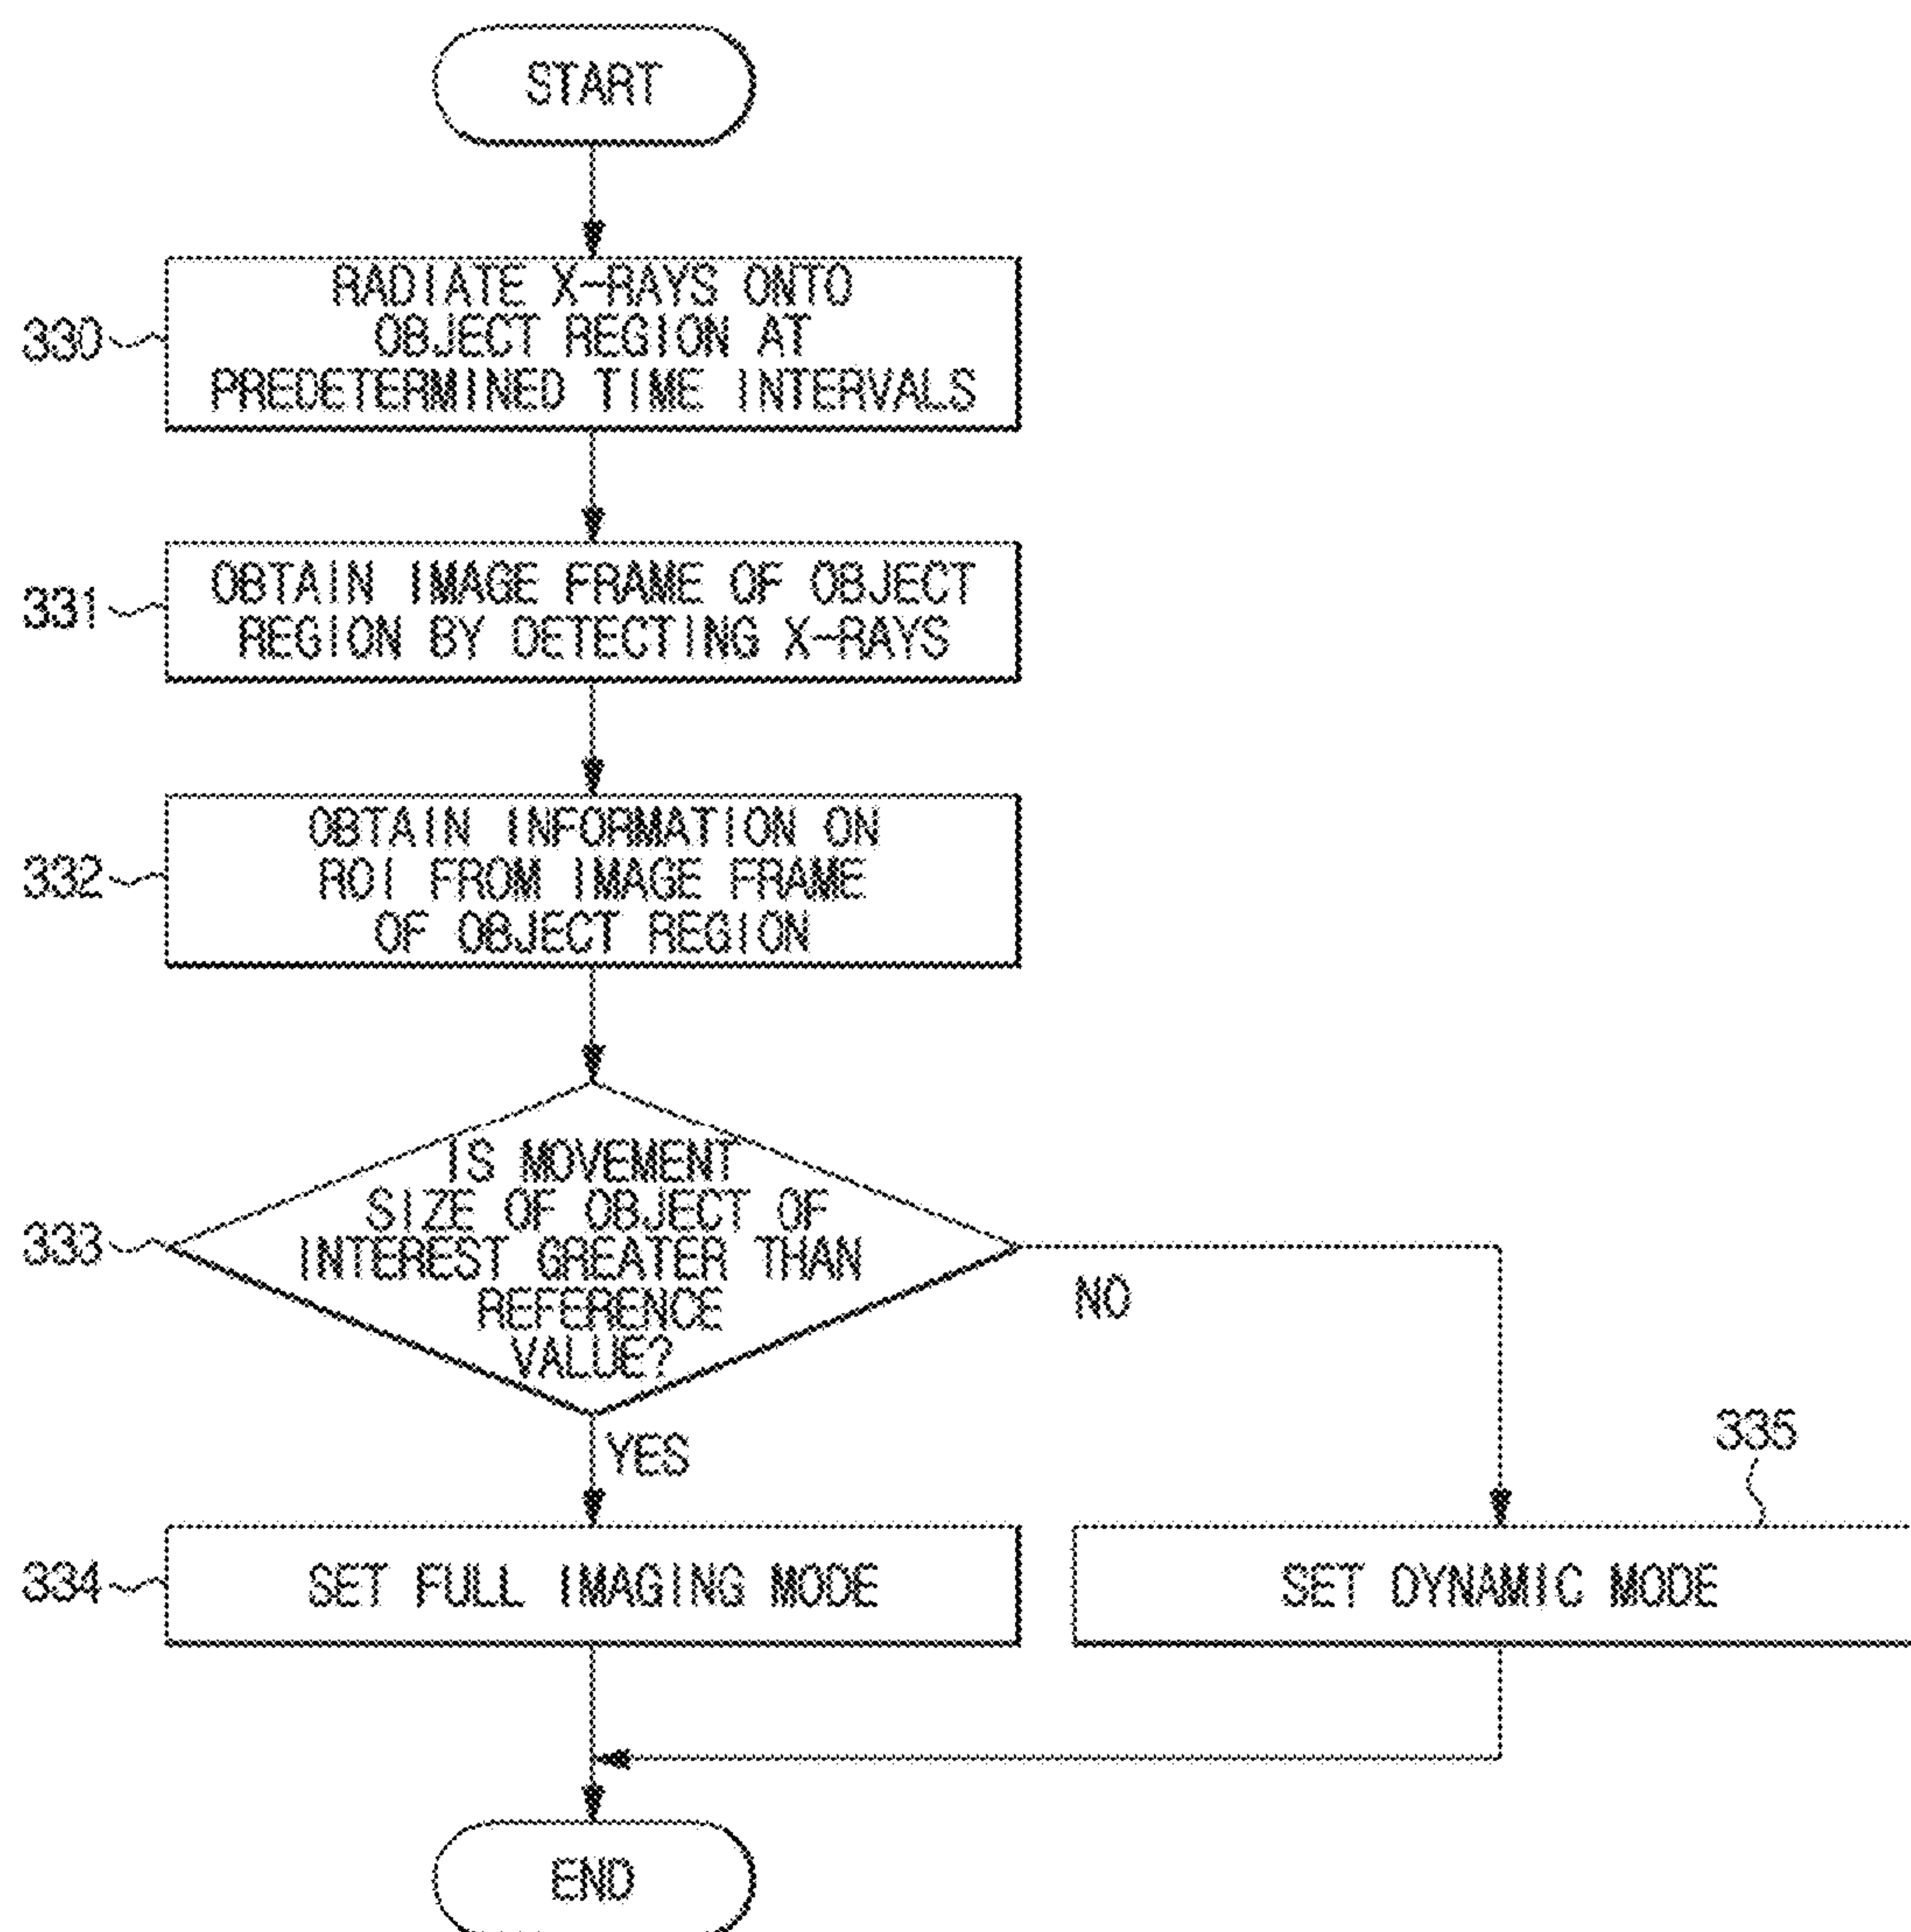 START
330
RADIATE X-RAYS ONTO
OBJECT REGION AT
PREDETERMINED TIME INTERVALS
331
OBTAIN IMAGE FRAME OF OBJECT
REGION BY DETECTING X-RAYS
332
OBTAIN INFORMATION ON
ROI FROM IMAGE FRAME
OF OBJECT REGION
333
IS MOVEMENT
SIZE OF OBJECT OF
INTEREST GREATER THAN
REFERENCE
VALUE?
NO
YES
335
334
SET FULL IMAGING MODE
SET DYNAMIC MODE
END